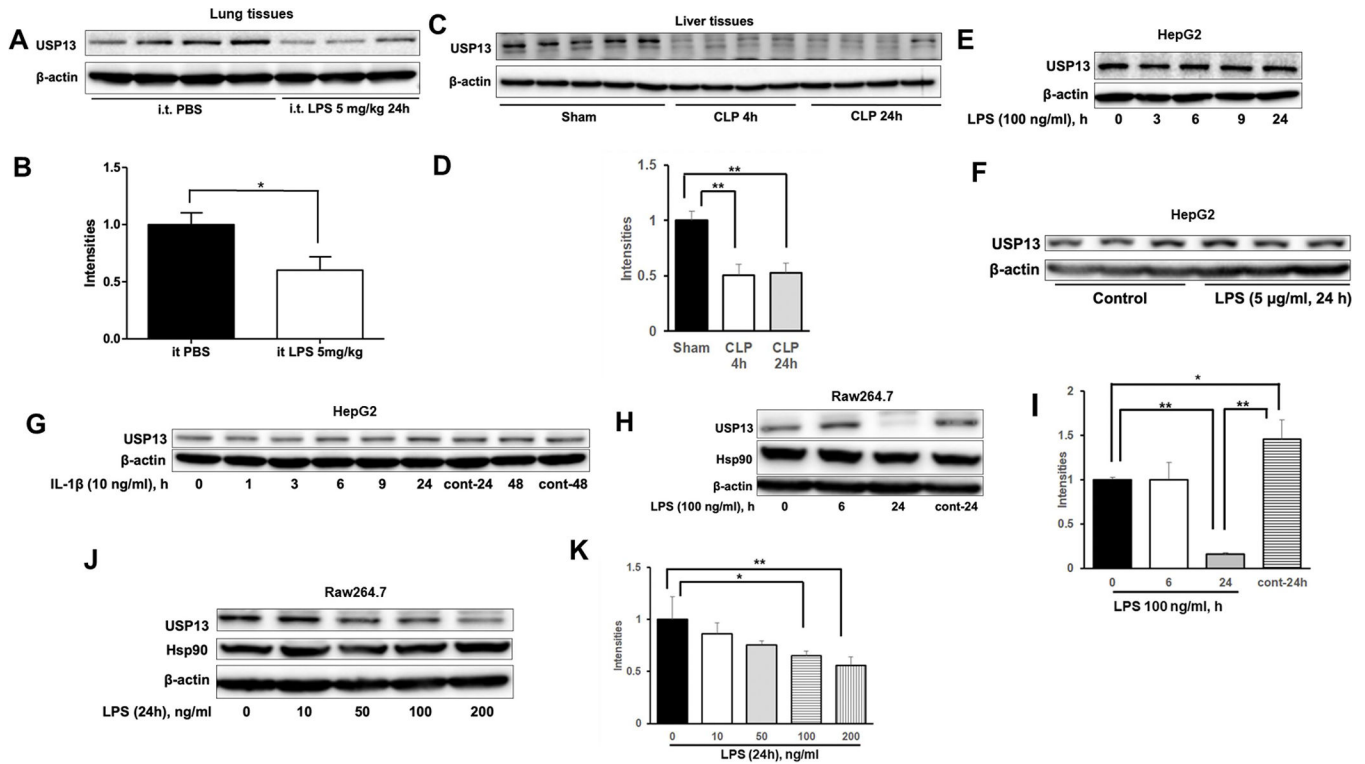 A
Lung tissues
USP13
β-actin
i.t. PBS i.t. LPS 5 mg/kg 24h
B
1.5
1.0
0.5
0.0
Intensities
*
it PBS it LPS 5mg/kg
C
Liver tissues
USP13
β-actin
Sham CLP 4h CLP 24h
D
1.5
1
0.5
0
Intensities
**
**
Sham CLP CLP
4h 24h
E
HepG2
USP13
β-actin
LPS (100 ng/ml), h 0 3 6 9 24
F
HepG2
USP13
β-actin
Control LPS (5 µg/ml, 24 h)
G
HepG2
USP13
β-actin
IL-1β (10 ng/ml), h 0 1 3 6 9 24 cont-24 48 cont-48
H
Raw264.7
USP13
Hsp90
β-actin
LPS (100 ng/ml), h 0 6 24 cont-24
I
2
1.5
1
0.5
0
Intensities
*
** **
0 6 24 cont-24h
LPS 100 ng/ml, h
J
Raw264.7
USP13
Hsp90
β-actin
LPS (24h), ng/ml 0 10 50 100 200
K
1.5
1
0.5
0
Intensities
**
*
0 10 50 100 200
LPS (24h), ng/ml